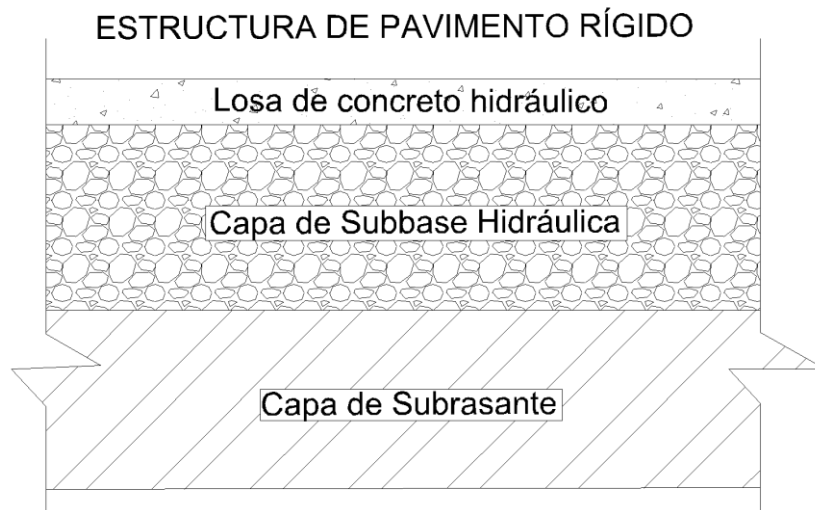 ESTRUCTURA DE PAVIMENTO RÍGIDO
Losa de concreto hidráulico
Capa de Subbase Hidráulica
Capa de Subrasante